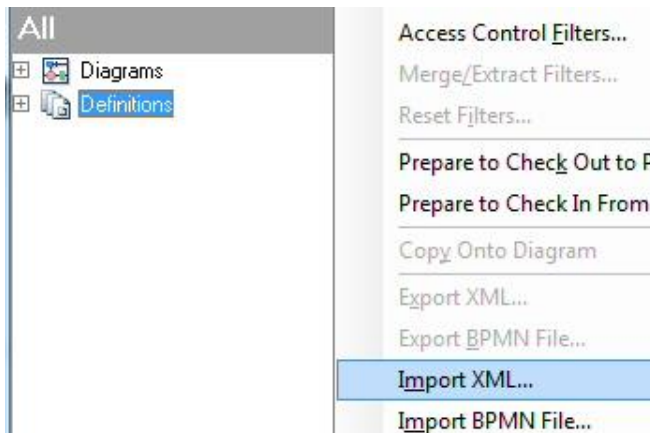 All
Diagrams
Definitions
Access Control Filters...
Merge/Extract Filters...
Reset Filters...
Prepare to Check Out to
Prepare to Check In From
Copy Onto Diagram
Export XML...
Export BPMN File...
Import XML...
Import BPMN File...